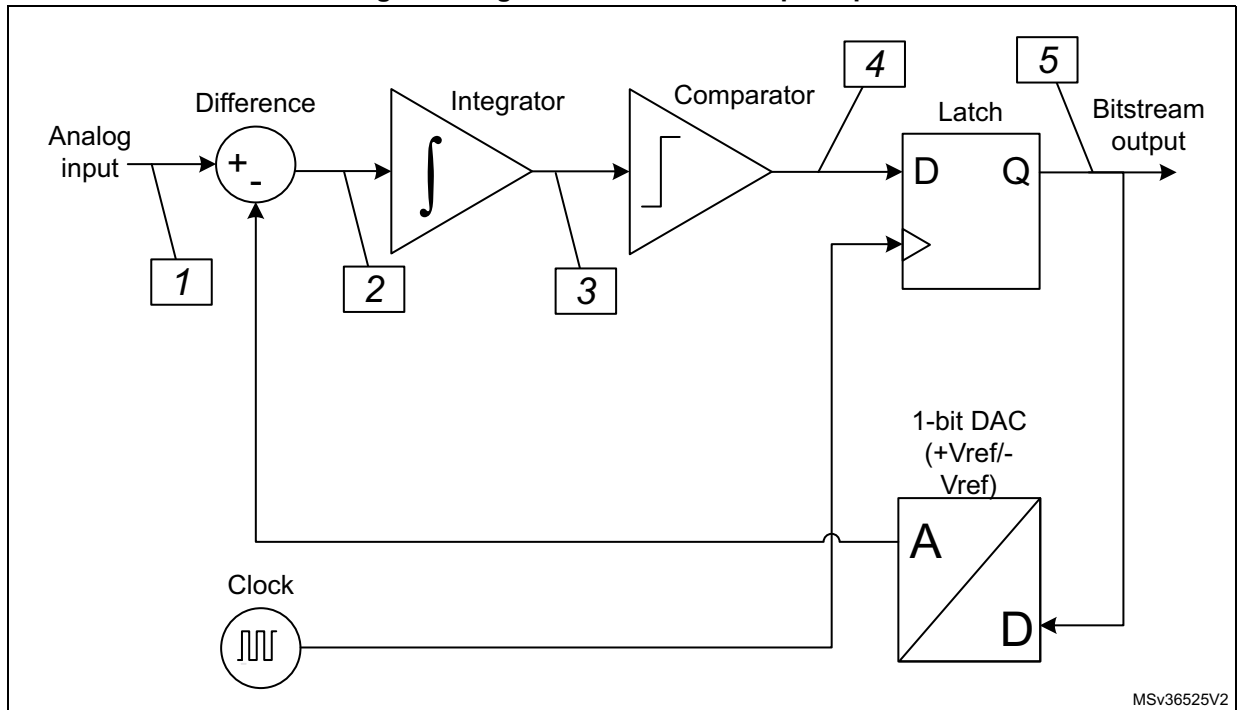 4
5
Difference
Integrator
Comparator
Latch
Bitstream
output
Analog
input
+
-
∫
D
Q
1
2
3
1-bit DAC
(+Vref/-
Vref)
A
D
Clock
MSv36525V2